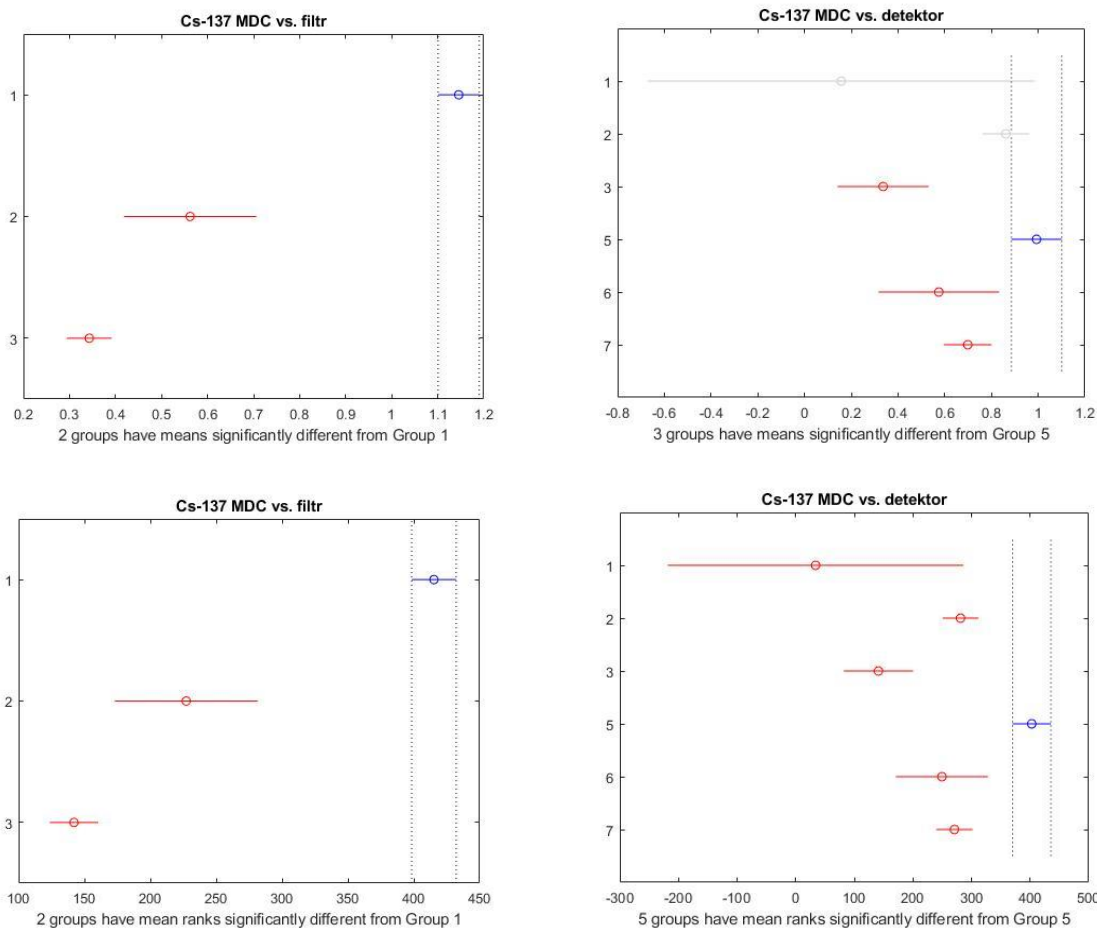 Cs-137 MDC vs. filtr
1
2
3
0.2 0.3 0.4 0.5 0.6 0.7 0.8 0.9 1 1.1 1.2
2 groups have means significantly different from Group 1
Cs-137 MDC vs. detektor
1
2
3
5
6
7
-0.8 -0.6 -0.4 -0.2 0 0.2 0.4 0.6 0.8 1 1.2
3 groups have means significantly different from Group 5
Cs-137 MDC vs. filtr
1
2
3
100 150 200 250 300 350 400 450
2 groups have mean ranks significantly different from Group 1
Cs-137 MDC vs. detektor
1
2
3
5
6
7
-300 -200 -100 0 100 200 300 400 500
5 groups have mean ranks significantly different from Group 5